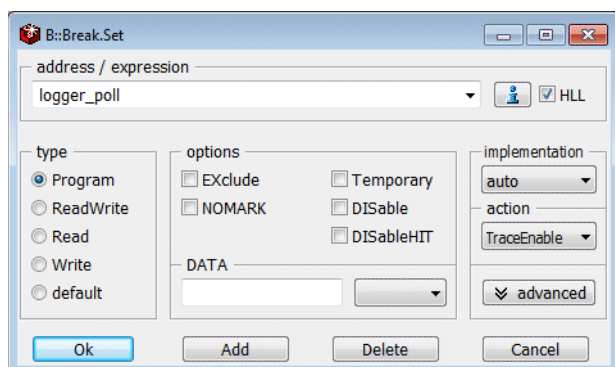 B::Break.Set
address / expression
logger_poll
HLL
type
options
implementation
Program
EXclude
Temporary
auto
ReadWrite
NOMARK
DISable
action
Read
DISableHIT
TraceEnable
Write
DATA
default
advanced
Ok
Add
Delete
Cancel